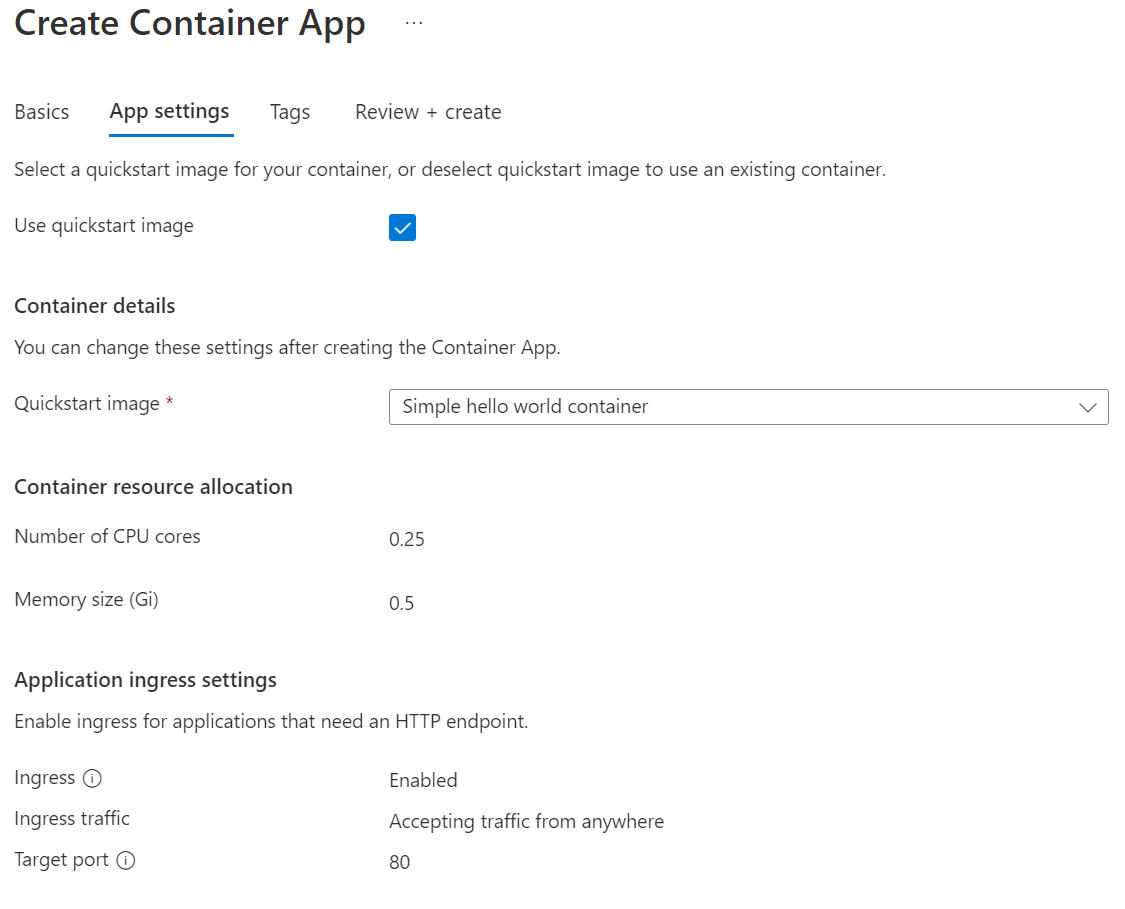 Create Container App ...
Basics App settings Tags Review + create
Select a quickstart image for your container, or deselect quickstart image to use an existing container.
Use quickstart image
Container details
You can change these settings after creating the Container App.
Quickstart image * Simple hello world container
Container resource allocation
Number of CPU cores 0.25
Memory size (Gi) 0.5
Application ingress settings
Enable ingress for applications that need an HTTP endpoint.
Ingress Enabled
Ingress traffic Accepting traffic from anywhere
Target port 80